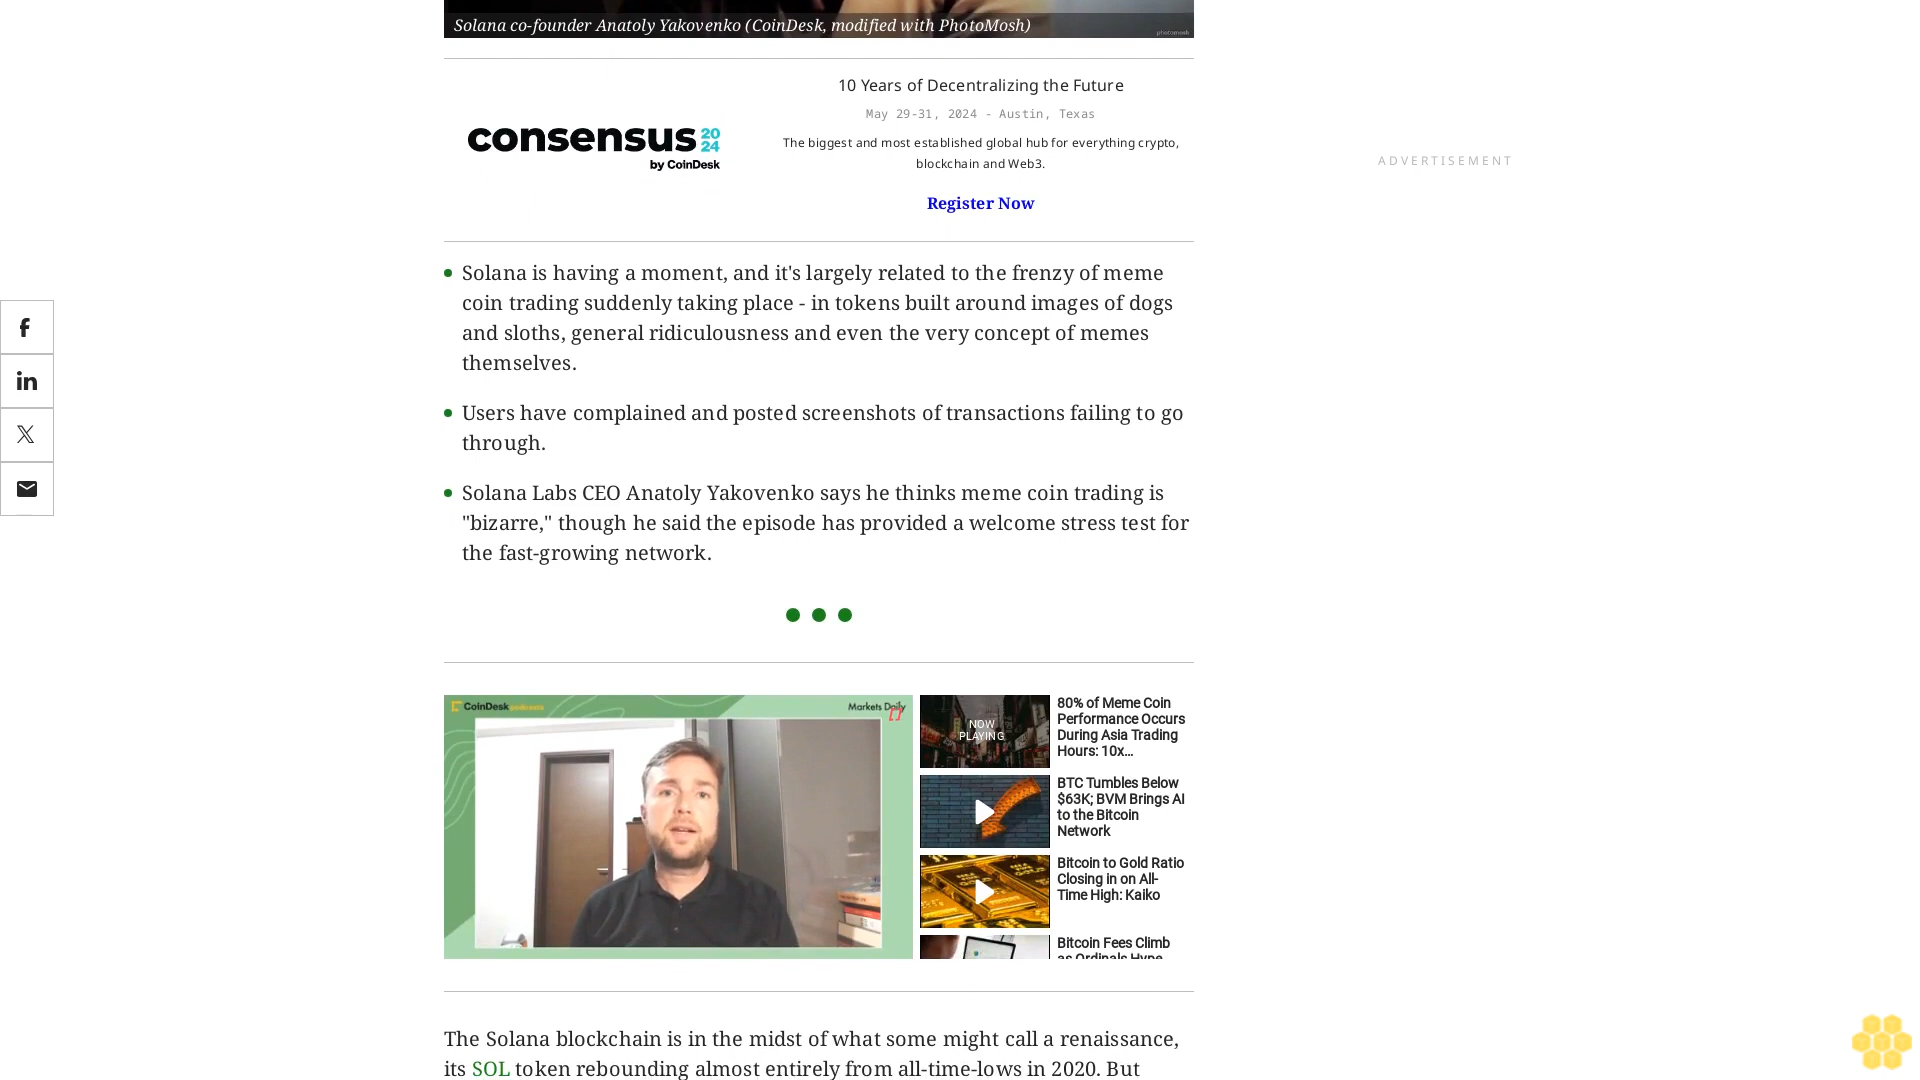 Solana co-founder Anatoly Yakovenko (CoinDesk, modified with PhotoMosh)
photomosh
10 Years of Decentralizing the Future
May 29-31, 2024 - Austin, Texas
consensus 2024
by CoinDesk
The biggest and most established global hub for everything crypto,
blockchain and Web3.
Register Now
ADVERTISEMENT
Solana is having a moment, and it's largely related to the frenzy of meme
coin trading suddenly taking place - in tokens built around images of dogs
and sloths, general ridiculousness and even the very concept of memes
themselves.
Users have complained and posted screenshots of transactions failing to go
through.
Solana Labs CEO Anatoly Yakovenko says he thinks meme coin trading is
"bizarre," though he said the episode has provided a welcome stress test for
the fast-growing network.
CoinDesk podcasts
Markets Daily
NOW
PLAYING
80% of Meme Coin
Performance Occurs
During Asia Trading
Hours: 10x...
BTC Tumbles Below
$63K; BVM Brings AI
to the Bitcoin
Network
Bitcoin to Gold Ratio
Closing in on All-
Time High: Kaiko
Bitcoin Fees Climb
as Ordinals Hype
The Solana blockchain is in the midst of what some might call a renaissance,
its SOL token rebounding almost entirely from all-time-lows in 2020. But